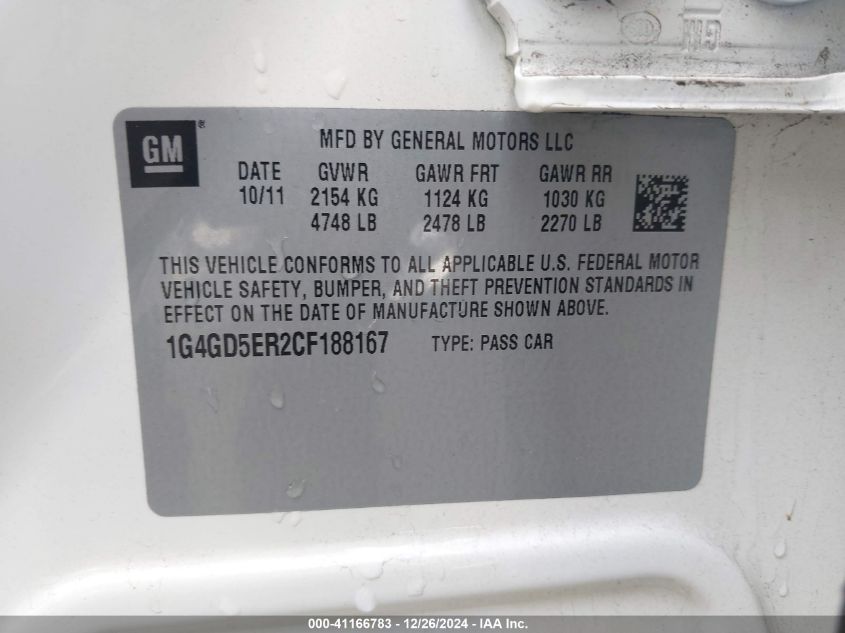 GM
GM ®
MFD BY GENERAL MOTORS LLC
DATE GVWR GAWR FRT GAWR RR
10/11 2154 KG 1124 KG 1030 KG
4748 LB 2478 LB 2270 LB
THIS VEHICLE CONFORMS TO ALL APPLICABLE U.S. FEDERAL MOTOR
VEHICLE SAFETY, BUMPER, AND THEFT PREVENTION STANDARDS IN
EFFECT ON THE DATE OF MANUFACTURE SHOWN ABOVE.
1G4GD5ER2CF188167 TYPE: PASS CAR
000-41166783 - 12/26/2024 - IAA Inc.